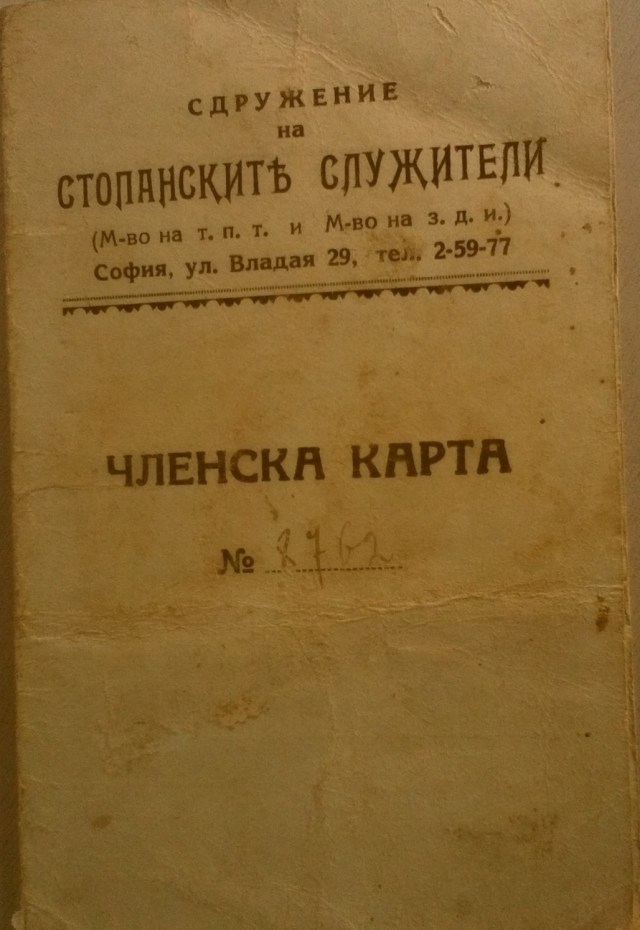 СДРУЖЕНИЕ
на
СТОПАНСКИТѢ СЛУЖИТЕЛИ
(М-во на т. п. т. и М-во на з. д. и.)
София, ул. Владая 29, тел. 2-59-77
ЧЛЕНСКА КАРТА
№ 8762